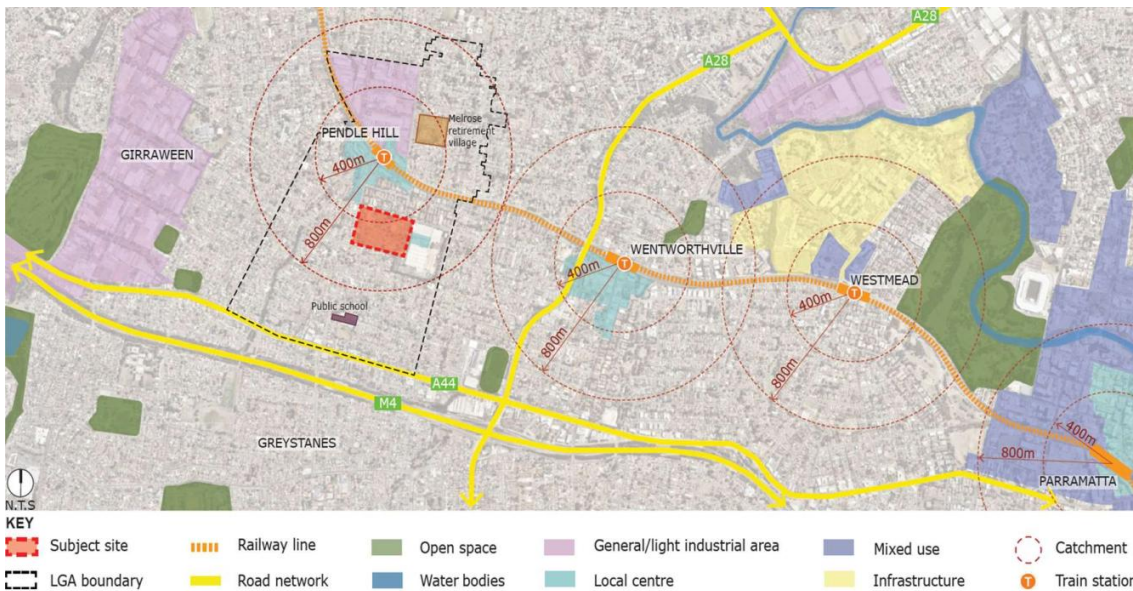 A28
A28
Melrose
retirement
village
PENDLE HILL
GIRRAWEEN
T
400m
800m
WENTWORTHVILLE
T
400m
800m
WESTMEAD
T
400m
800m
Public school
A44
M4
GREYSTANES
400m
800m
PARRAMATTA
N.T.S
KEY
Subject site
Railway line
Open space
General/light industrial area
Mixed use
Catchment
LGA boundary
Road network
Water bodies
Local centre
Infrastructure
T Train station